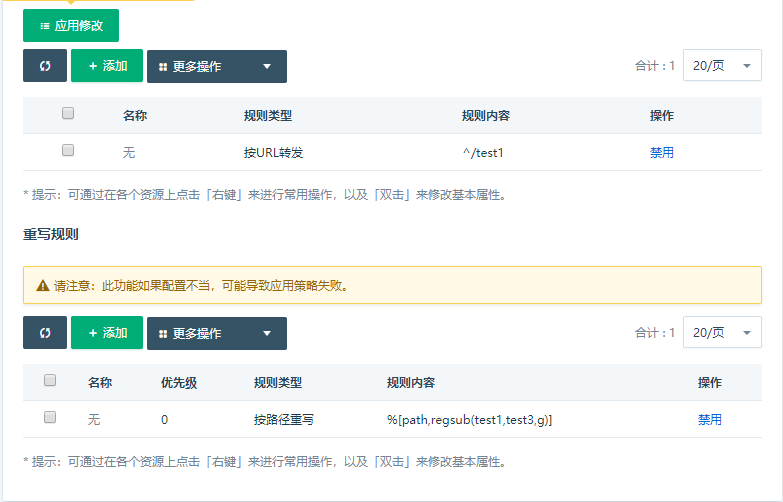 应用修改
添加 更多操作 合计：1 20/页
名称 规则类型 规则内容 操作
无 按URL转发 ^/test1 禁用
* 提示：可通过在各个资源上点击「右键」来进行常用操作，以及「双击」来修改基本属性。
重写规则
请注意：此功能如果配置不当，可能导致应用策略失败。
添加 更多操作 合计：1 20/页
名称 优先级 规则类型 规则内容 操作
无 0 按路径重写 %[path,regsub(test1,test3,g)] 禁用
* 提示：可通过在各个资源上点击「右键」来进行常用操作，以及「双击」来修改基本属性。